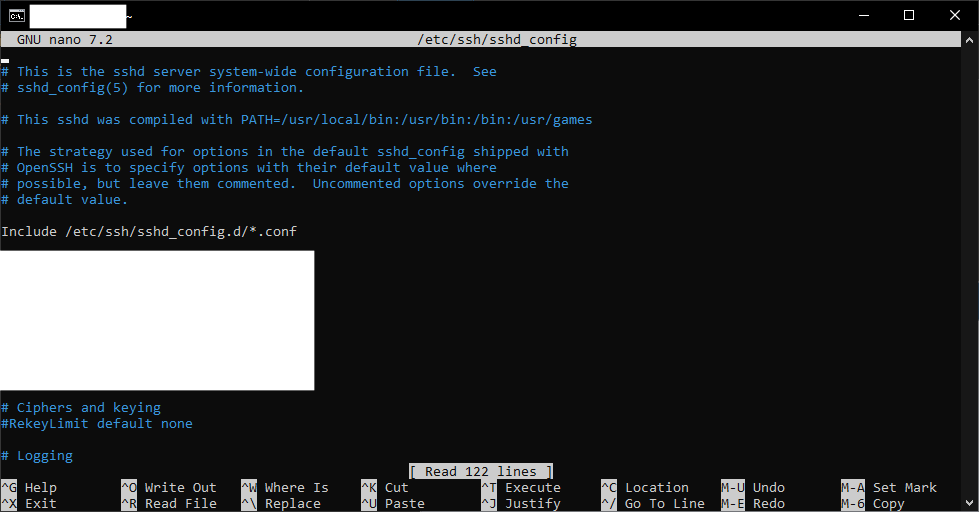 ~
GNU nano 7.2 /etc/ssh/sshd_config
# This is the sshd server system-wide configuration file.  See
# sshd_config(5) for more information.
# This sshd was compiled with PATH=/usr/local/bin:/usr/bin:/bin:/usr/games
# The strategy used for options in the default sshd_config shipped with
# OpenSSH is to specify options with their default value where
# possible, but leave them commented.  Uncommented options override the
# default value.
Include /etc/ssh/sshd_config.d/*.conf
# Ciphers and keying
#RekeyLimit default none
# Logging
[ Read 122 lines ]
^G Help ^O Write Out ^W Where Is ^K Cut ^T Execute ^C Location M-U Undo M-A Set Mark
^X Exit ^R Read File ^\ Replace ^U Paste ^J Justify ^/ Go To Line M-E Redo M-6 Copy